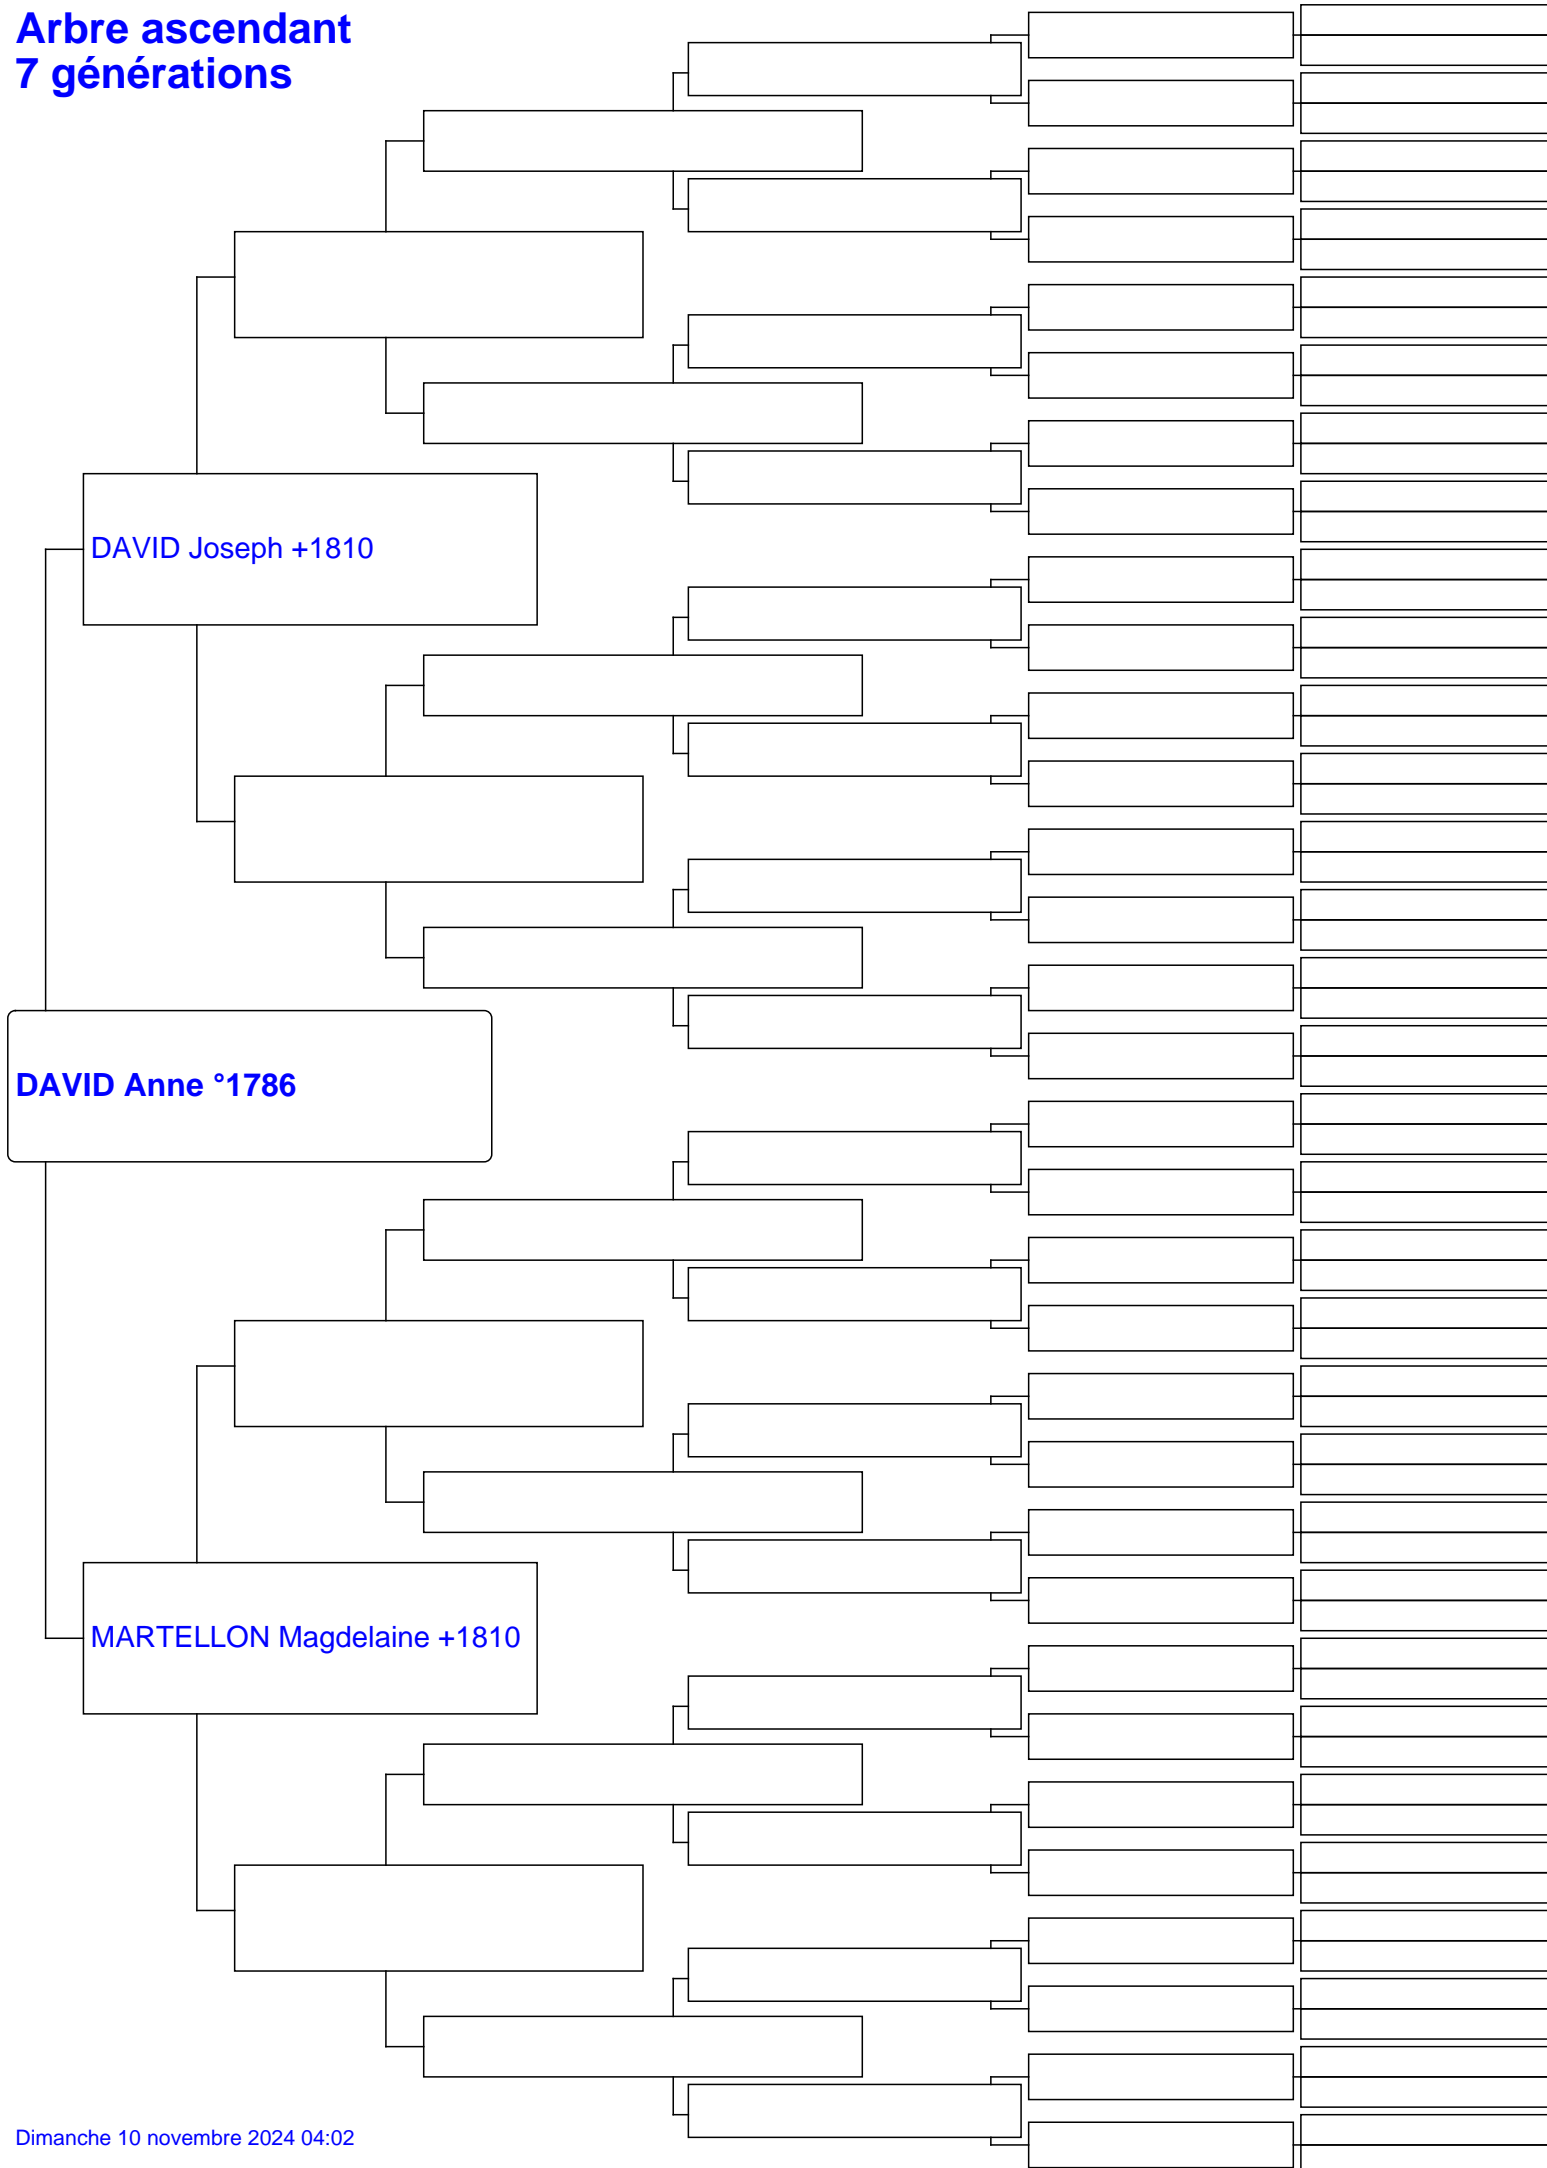 Arbre ascendant
7 générations
DAVID Joseph +1810
DAVID Anne °1786
MARTELLON Magdelaine +1810
Dimanche 10 novembre 2024 04:02